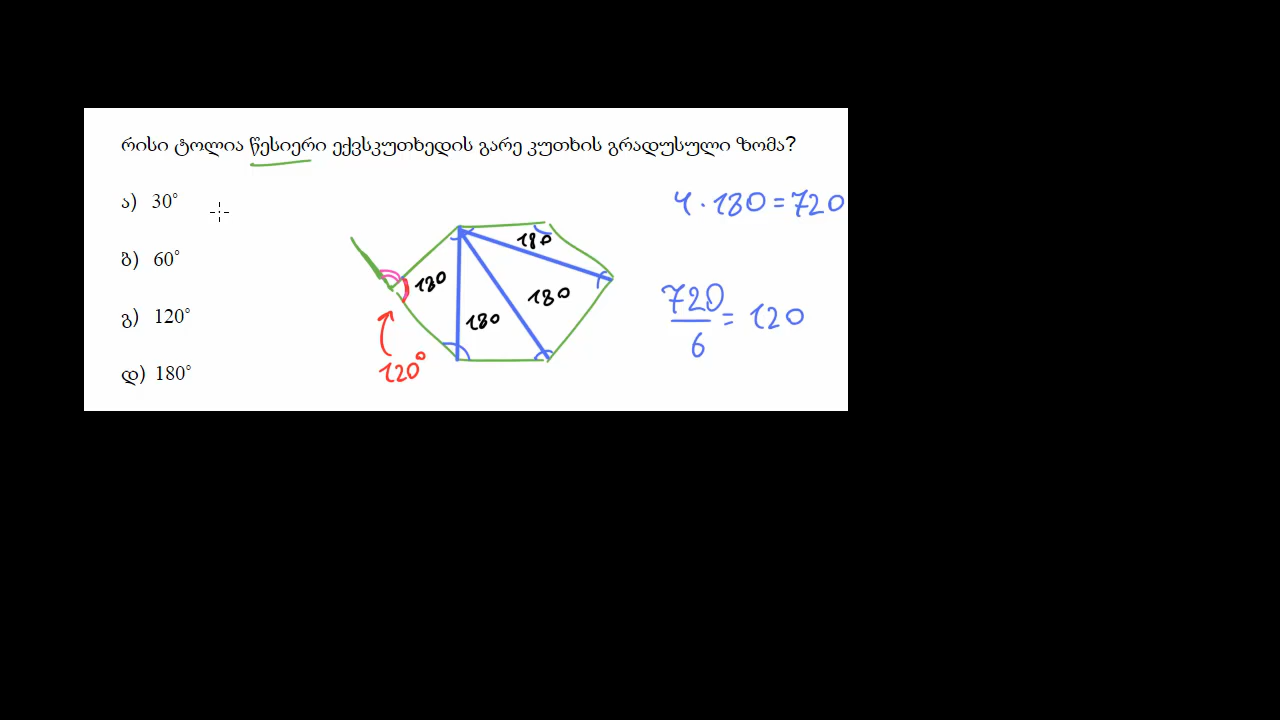 რისი ტოლია წესიერი ექვსკუთხედის გარე კუთხის გრადუსული ზომა?
ა) 30°
ბ) 60°
გ) 120°
დ) 180°
180
180
180
180
120°
4 · 180 = 720
720/6 = 120